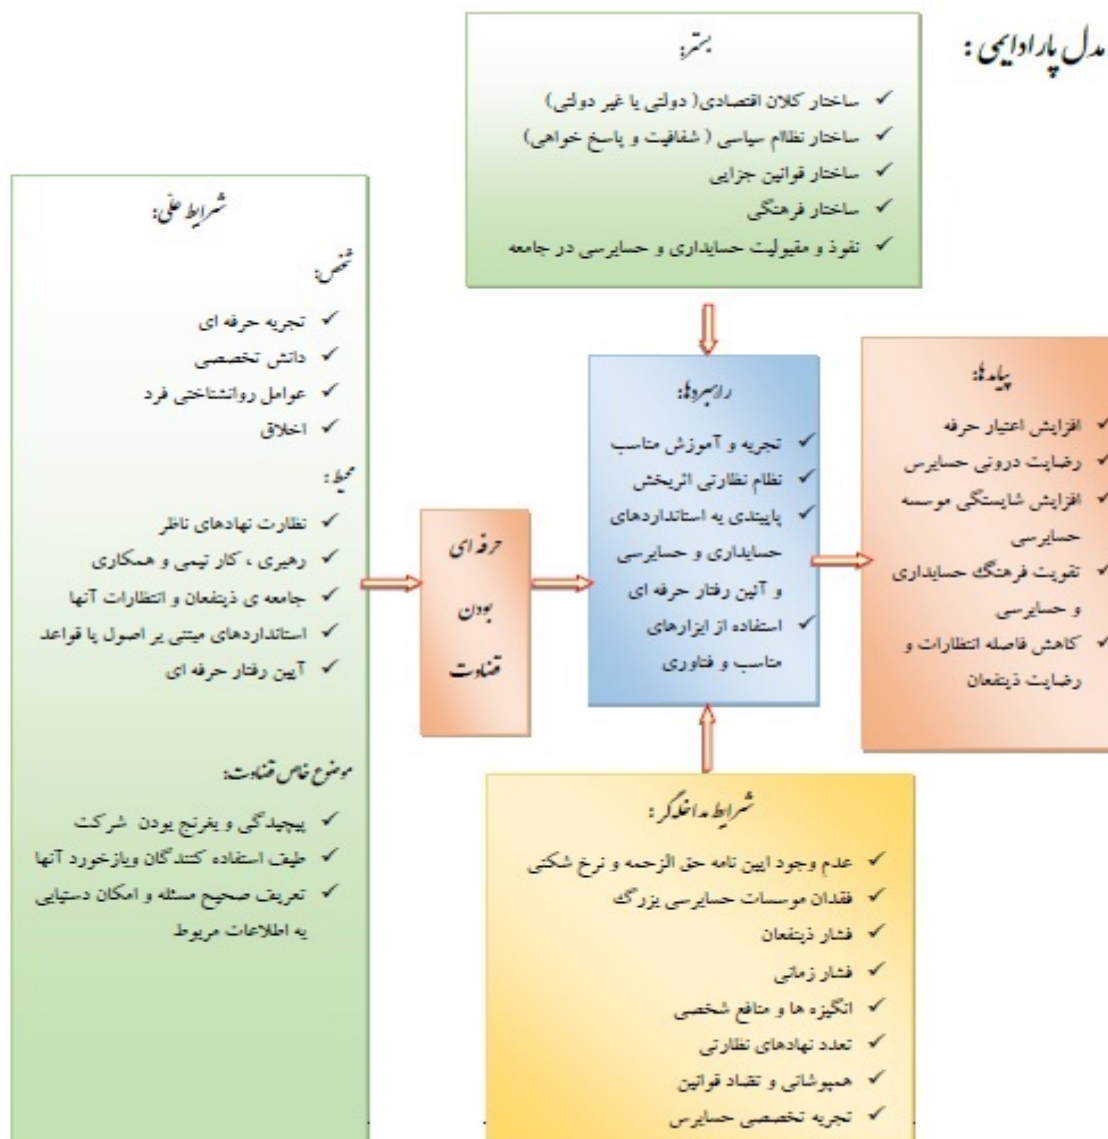 مدل پارادایمی :
بستر:
✓ ساختار کلان اقتصادی( دولتی یا غیر دولتی)
✓ ساختار نظاام سیاسی ( شفافیت و پاسخ خواهی)
✓ ساختار قوانین جزایی
✓ ساختار فرهنگی
✓ نفوذ و مقبولیت حسابداری و حسابرسی در جامعه
شرایط علّی:
شخص:
✓ تجربه حرفه ای
✓ دانش تخصصی
✓ عوامل روانشناختی فرد
✓ اخلاق
محیط :
✓ نظارت نهادهای ناظر
✓ رهبری ، کار تیمی و همکاری
✓ جامعه ی ذینفعان و انتظارات آنها
✓ استانداردهای مبتنی بر اصول یا قواعد
✓ آیین رفتار حرفه ای
موضوع خاص قضاوت:
✓ پیچیدگی و بغرنج بودن شرکت
✓ طیف استفاده کنندگان وبازخورد آنها
✓ تعریف صحیح مسئله و امکان دستیابی
به اطلاعات مربوط
حرفه ای
بودن
قضاوت
راهبردها:
✓ تجربه و آموزش مناسب
✓ نظام نظارتی اثربخش
✓ پایبندی به استانداردهای
حسابداری و حسابرسی
و آئین رفتار حرفه ای
✓ استفاده از ابزارهای
مناسب و فناوری
پیامدها:
✓ افزایش اعتبار حرفه
✓ رضایت درونی حسابرس
✓ افزایش شایستگی موسسه
حسابرسی
✓ تقویت فرهنگ حسابداری
و حسابرسی
✓ کاهش فاصله انتظارات و
رضایت ذینفعان
شرایط مداخله‌گر :
✓ عدم وجود ایین نامه حق الزحمه و نرخ شکنی
✓ فقدان موسسات حسابرسی بزرگ
✓ فشار ذینفعان
✓ فشار زمانی
✓ انگیزه ها و منافع شخصی
✓ تعدد نهادهای نظارتی
✓ همپوشانی و تضاد قوانین
✓ تجربه تخصصی حسابرس